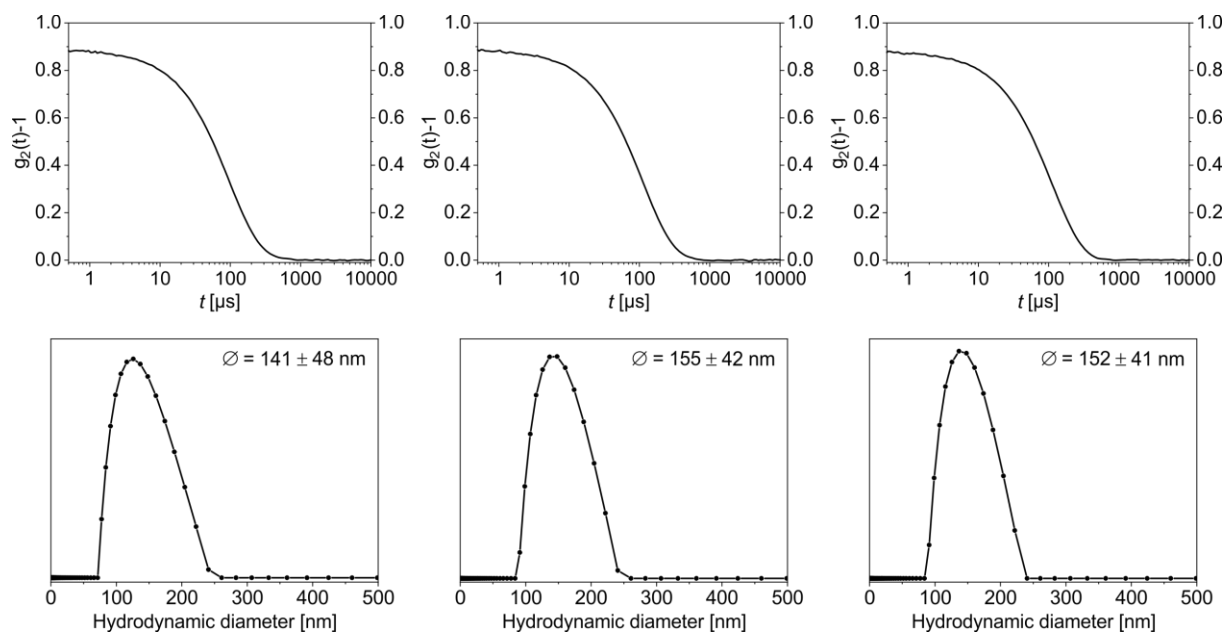 1.0 1.0 1.0 1.0 1.0 1.0
0.8 0.8 0.8 0.8 0.8 0.8
0.6 0.6 0.6 0.6 0.6 0.6
0.4 0.4 0.4 0.4 0.4 0.4
0.2 0.2 0.2 0.2 0.2 0.2
0.0 0.0 0.0 0.0 0.0 0.0
g₂(t)-1 g₂(t)-1 g₂(t)-1
1 10 100 1000 10000 1 10 100 1000 10000 1 10 100 1000 10000
t [µs] t [µs] t [µs]
∅ = 141 ± 48 nm ∅ = 155 ± 42 nm ∅ = 152 ± 41 nm
0 100 200 300 400 500 0 100 200 300 400 500 0 100 200 300 400 500
Hydrodynamic diameter [nm] Hydrodynamic diameter [nm] Hydrodynamic diameter [nm]